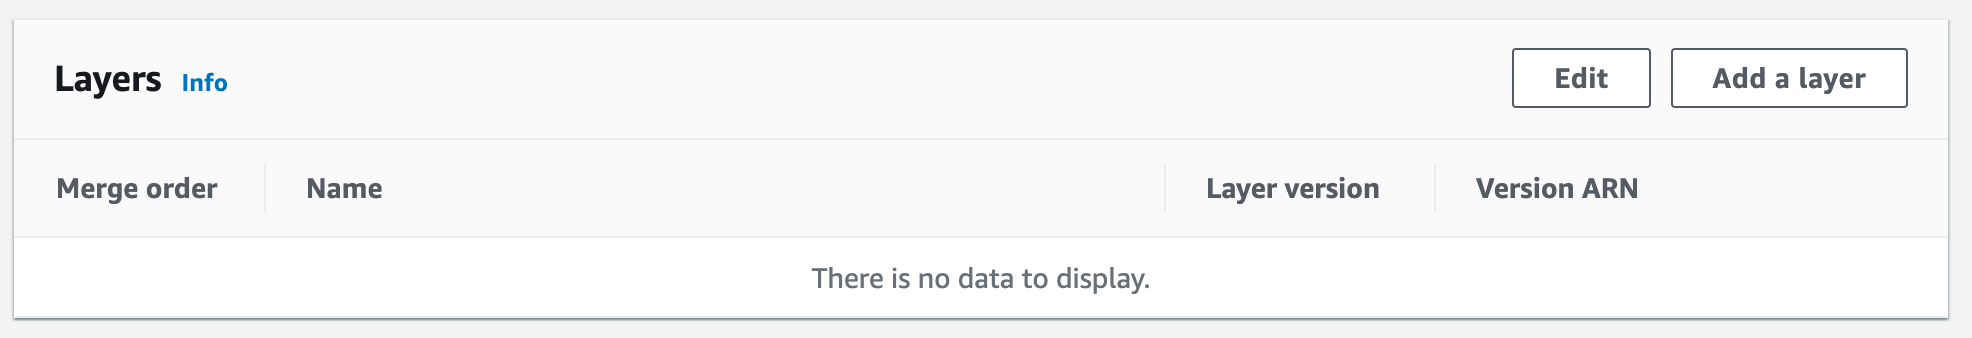 Layers Info Edit Add a layer
Merge order Name Layer version Version ARN
There is no data to display.